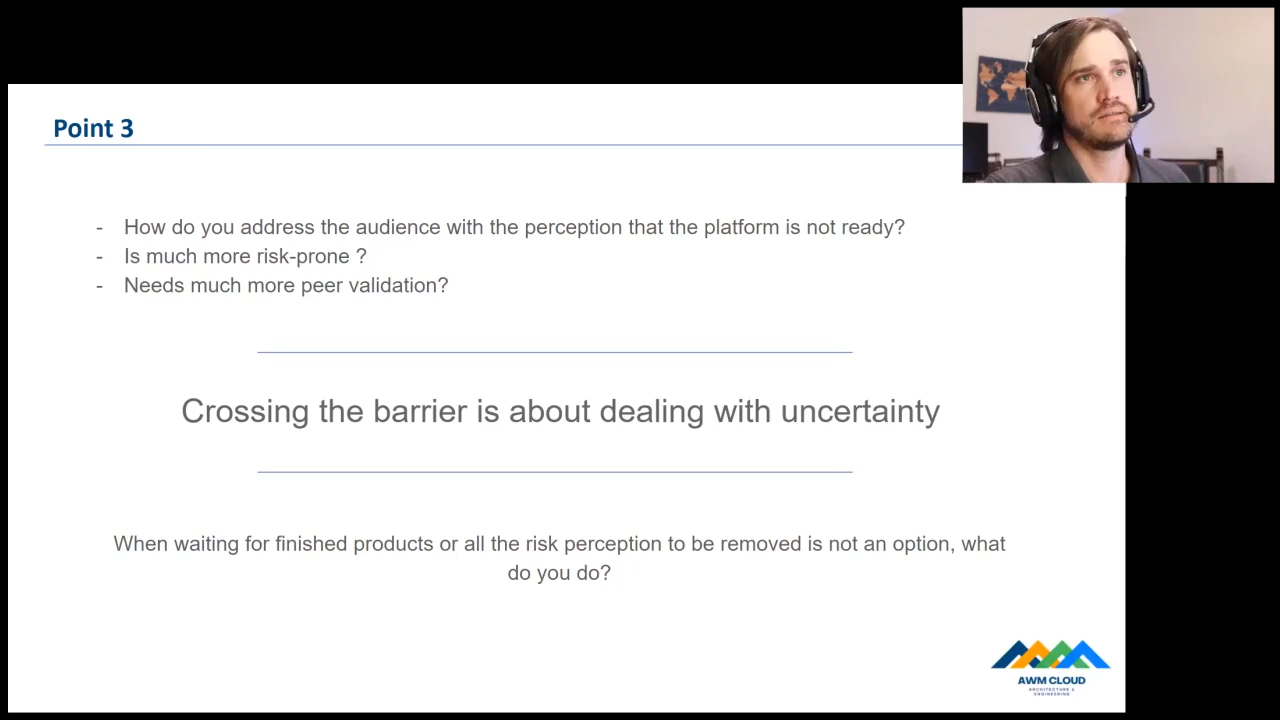 Point 3
- How do you address the audience with the perception that the platform is not ready?
- Is much more risk-prone ?
- Needs much more peer validation?
Crossing the barrier is about dealing with uncertainty
When waiting for finished products or all the risk perception to be removed is not an option, what
do you do?
AWM CLOUD
ARCHITECTURE &
ENGINEERING